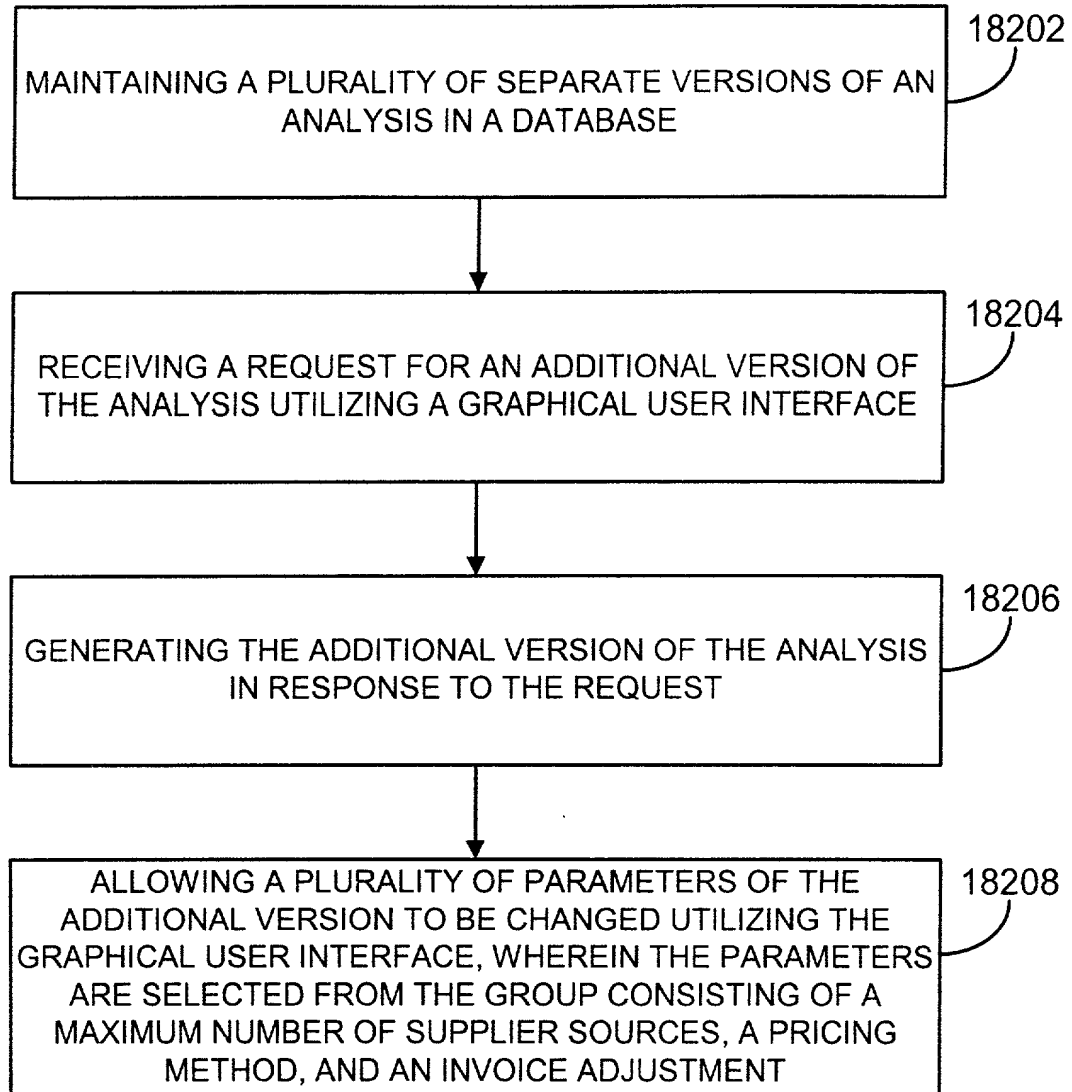 18202
MAINTAINING A PLURALITY OF SEPARATE VERSIONS OF AN
ANALYSIS IN A DATABASE
18204
RECEIVING A REQUEST FOR AN ADDITIONAL VERSION OF
THE ANALYSIS UTILIZING A GRAPHICAL USER INTERFACE
18206
GENERATING THE ADDITIONAL VERSION OF THE ANALYSIS
IN RESPONSE TO THE REQUEST
18208
ALLOWING A PLURALITY OF PARAMETERS OF THE
ADDITIONAL VERSION TO BE CHANGED UTILIZING THE
GRAPHICAL USER INTERFACE, WHEREIN THE PARAMETERS
ARE SELECTED FROM THE GROUP CONSISTING OF A
MAXIMUM NUMBER OF SUPPLIER SOURCES, A PRICING
METHOD, AND AN INVOICE ADJUSTMENT